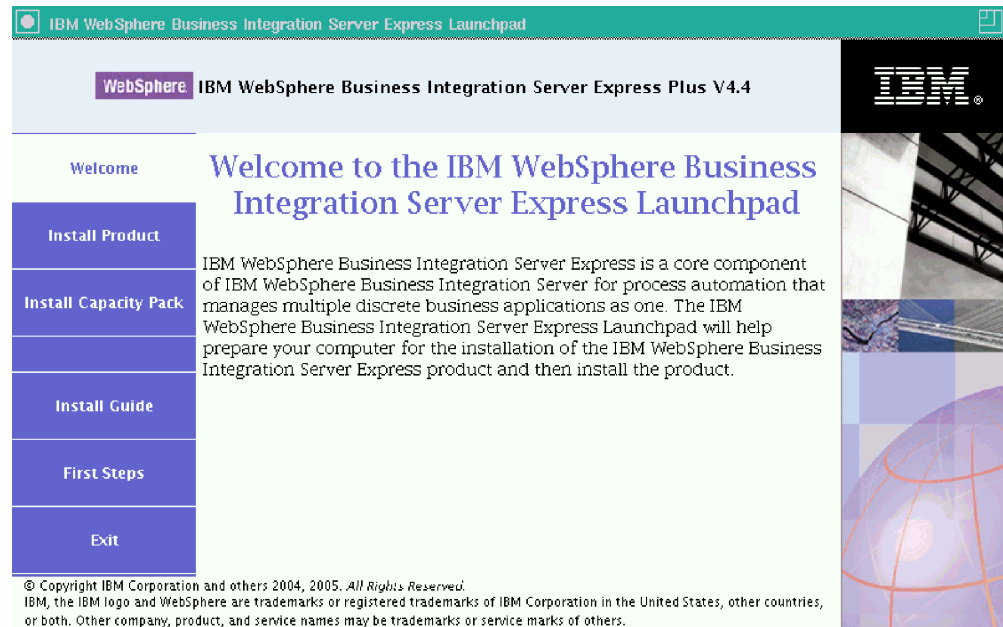 IBM WebSphere Business Integration Server Express Launchpad
WebSphere. IBM WebSphere Business Integration Server Express Plus V4.4
IBM®
Welcome
Install Product
Install Capacity Pack
Install Guide
First Steps
Exit
Welcome to the IBM WebSphere Business
Integration Server Express Launchpad
IBM WebSphere Business Integration Server Express is a core component
of IBM WebSphere Business Integration Server for process automation that
manages multiple discrete business applications as one. The IBM
WebSphere Business Integration Server Express Launchpad will help
prepare your computer for the installation of the IBM WebSphere Business
Integration Server Express product and then install the product.
© Copyright IBM Corporation and others 2004, 2005. All Rights Reserved.
IBM, the IBM logo and WebSphere are trademarks or registered trademarks of IBM Corporation in the United States, other countries,
or both. Other company, product, and service names may be trademarks or service marks of others.